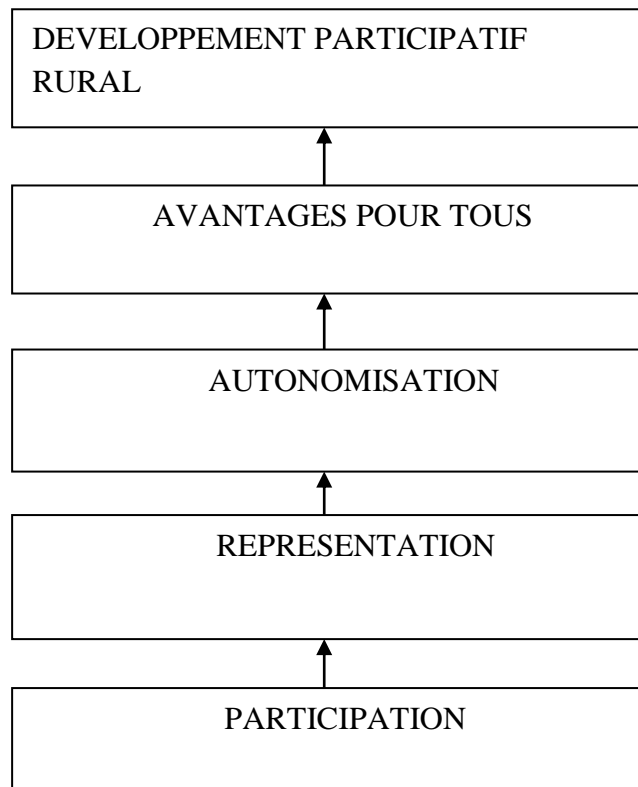 DEVELOPPEMENT PARTICIPATIF
RURAL
AVANTAGES POUR TOUS
AUTONOMISATION
REPRESENTATION
PARTICIPATION